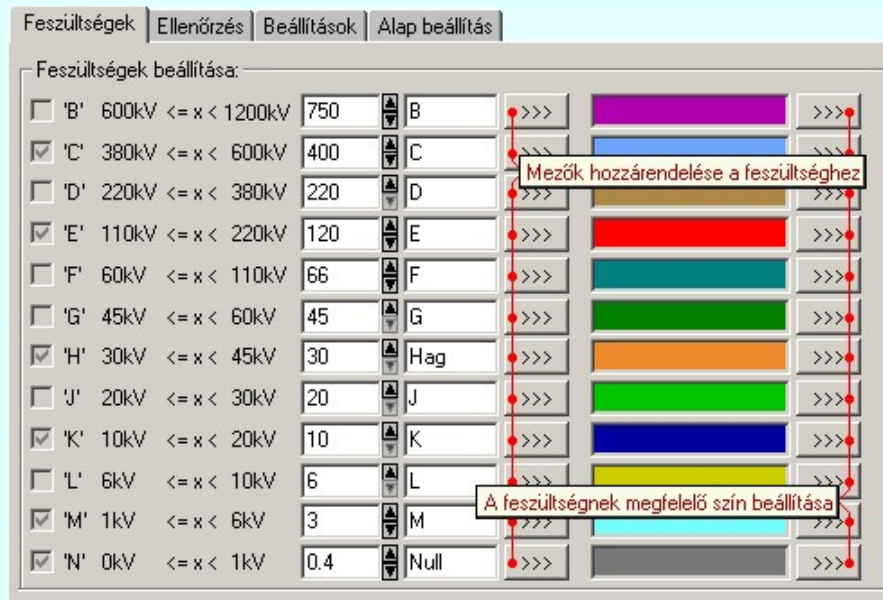 Feszültségek Ellenőrzés Beállítások Alap beállítás
Feszültségek beállítása:
'B' 600kV <= x < 1200kV 750 B >>> >>>
'C' 380kV <= x < 600kV 400 C >>> >>>
Mezők hozzárendelése a feszültséghez
'D' 220kV <= x < 380kV 220 D >>> >>>
'E' 110kV <= x < 220kV 120 E >>> >>>
'F' 60kV <= x < 110kV 66 F >>> >>>
'G' 45kV <= x < 60kV 45 G >>> >>>
'H' 30kV <= x < 45kV 30 Hag >>> >>>
'J' 20kV <= x < 30kV 20 J >>> >>>
'K' 10kV <= x < 20kV 10 K >>> >>>
'L' 6kV <= x < 10kV 6 L >>> >>>
A feszültségnek megfelelő szín beállítása
'M' 1kV <= x < 6kV 3 M >>> >>>
'N' 0kV <= x < 1kV 0.4 Null >>> >>>